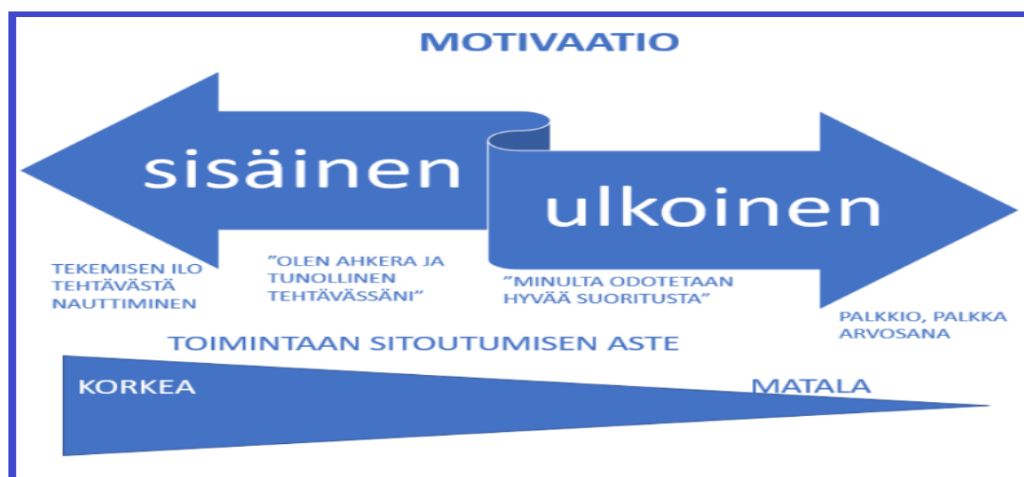 MOTIVAATIO
sisäinen
ulkoinen
TEKEMISEN ILO
TEHTÄVÄSTÄ
NAUTTIMINEN
"OLEN AHKERA JA
TUNOLLINEN
TEHTÄVÄSSÄNI"
"MINULTA ODOTETAAN
HYVÄÄ SUORITUSTA"
PALKKIO, PALKKA
ARVOSANA
TOIMINTAAN SITOUTUMISEN ASTE
KORKEA
MATALA